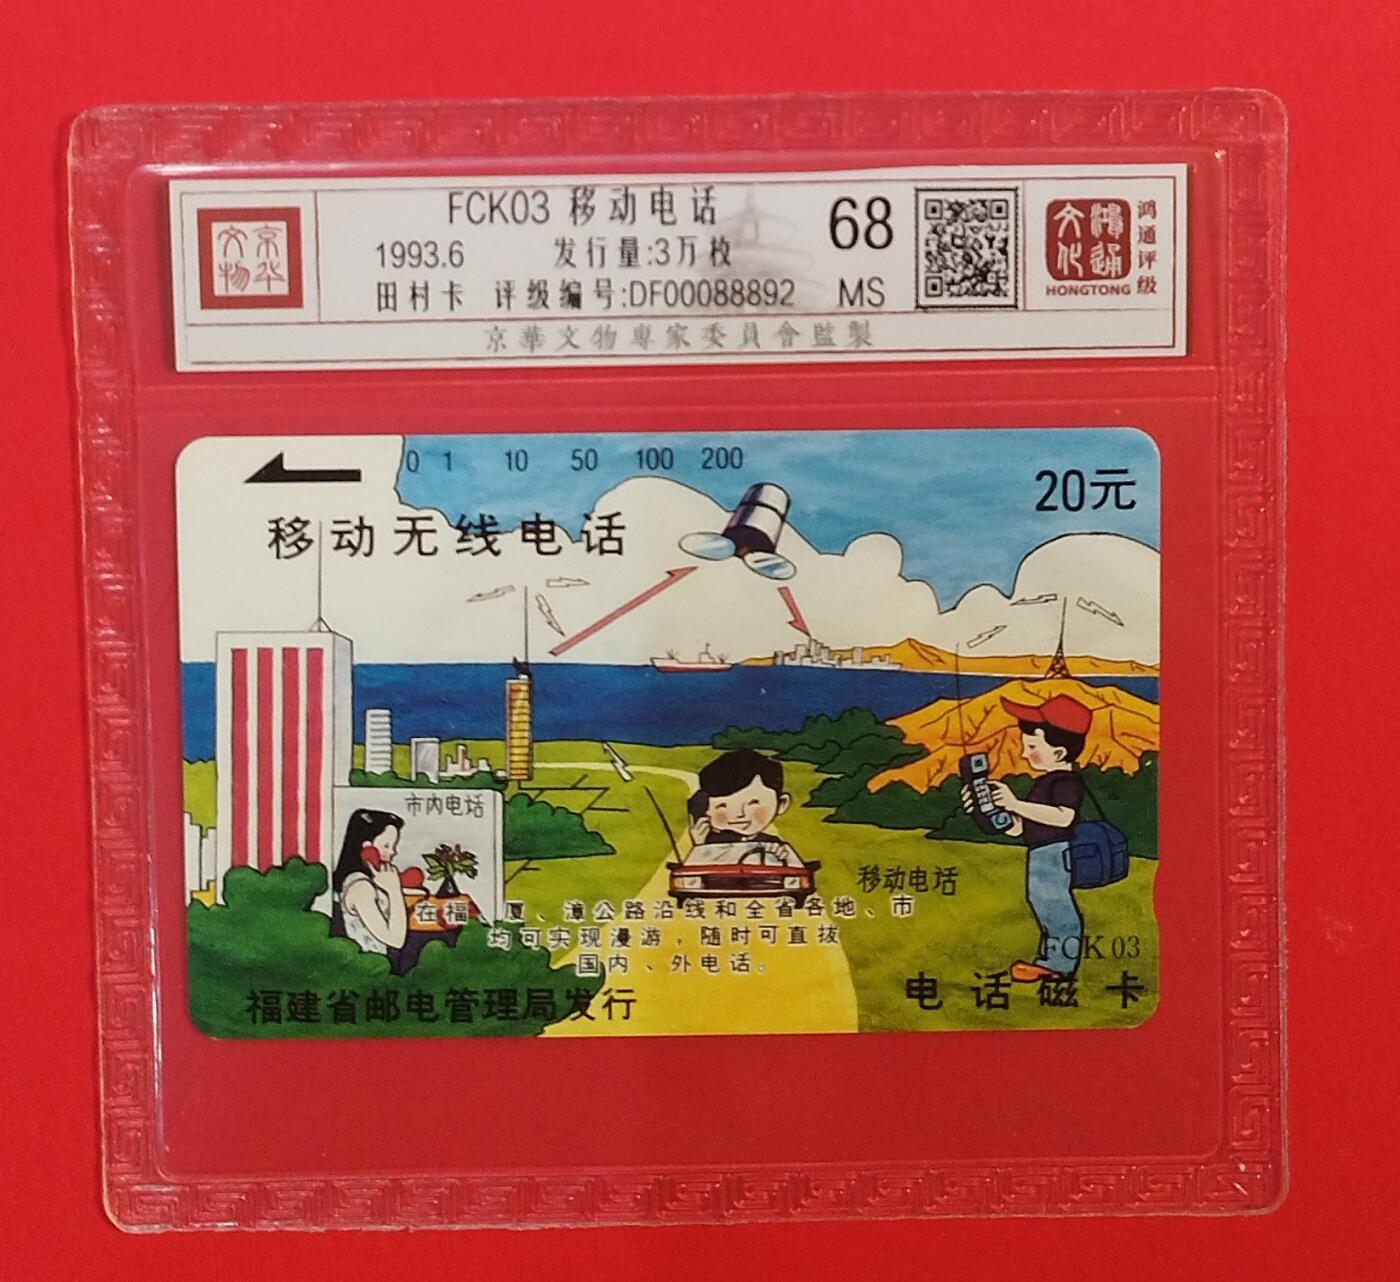 京华文物
FCK03 移动电话
1993.6 发行量:3万枚
田村卡 评级编号:DF00088892
68
MS
鸿通文化
HONGTONG
鸿通评级
京華文物專家委員會監製
0 1 10 50 100 200
20元
移动无线电话
市内电话
移动电话
在福、厦、漳公路沿线和全省各地、市
均可实现漫游，随时可直拔
国内、外电话。
FCK 03
福建省邮电管理局发行
电话磁卡